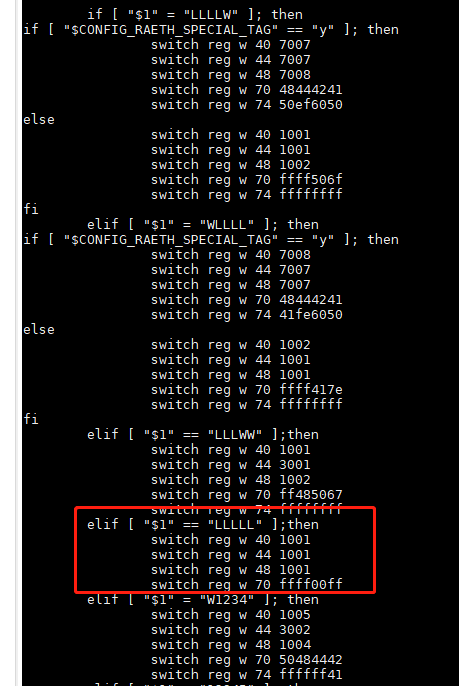 if [ "$1" = "LLLLW" ]; then
if [ "$CONFIG_RAETH_SPECIAL_TAG" == "y" ]; then
switch reg w 40 7007
switch reg w 44 7007
switch reg w 48 7008
switch reg w 70 48444241
switch reg w 74 50ef6050
else
switch reg w 40 1001
switch reg w 44 1001
switch reg w 48 1002
switch reg w 70 ffff506f
switch reg w 74 ffffffff
fi
elif [ "$1" = "WLLLL" ]; then
if [ "$CONFIG_RAETH_SPECIAL_TAG" == "y" ]; then
switch reg w 40 7008
switch reg w 44 7007
switch reg w 48 7007
switch reg w 70 48444241
switch reg w 74 41fe6050
else
switch reg w 40 1002
switch reg w 44 1001
switch reg w 48 1001
switch reg w 70 ffff417e
switch reg w 74 ffffffff
fi
elif [ "$1" == "LLLWW" ];then
switch reg w 40 1001
switch reg w 44 3001
switch reg w 48 1002
switch reg w 70 ff485067
switch reg w 74 ffffffff
elif [ "$1" == "LLLLL" ];then
switch reg w 40 1001
switch reg w 44 1001
switch reg w 48 1001
switch reg w 70 ffff00ff
elif [ "$1" = "W1234" ]; then
switch reg w 40 1005
switch reg w 44 3002
switch reg w 48 1004
switch reg w 70 50484442
switch reg w 74 ffffff41